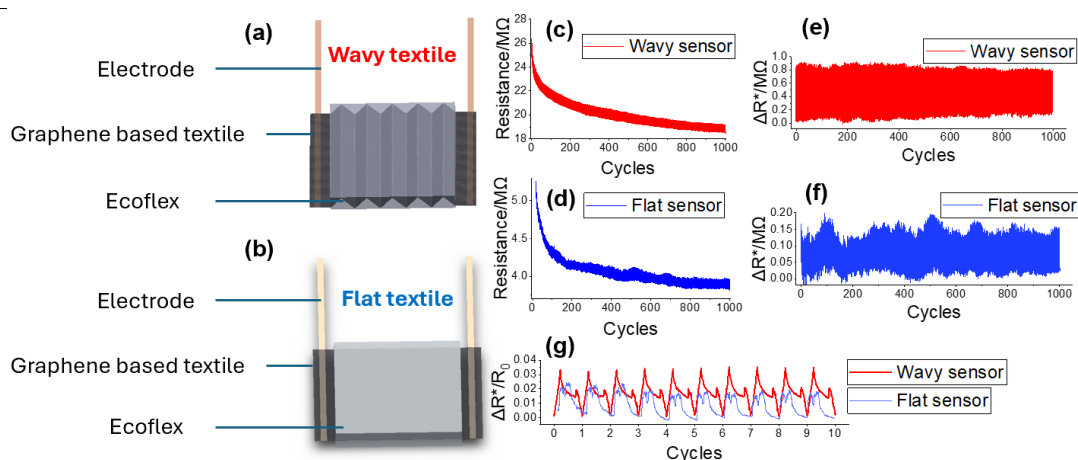 (a)
Wavy textile
Electrode
Graphene based textile
Ecoflex
(b)
Flat textile
Electrode
Graphene based textile
Ecoflex
(c)
Wavy sensor
Resistance/MΩ
28
26
24
22
20
18
200
400
600
800
1000
Cycles
(d)
Flat sensor
Resistance/MΩ
5.0
4.5
4.0
0
200
400
600
800
1000
Cycles
(e)
Wavy sensor
ΔR*/MΩ
1.0
0.8
0.6
0.4
0.2
0.0
0
200
400
600
800
1000
Cycles
(f)
Flat sensor
ΔR*/MΩ
0.20
0.15
0.10
0.05
0.00
0
200
400
600
800
1000
Cycles
(g)
Wavy sensor
Flat sensor
ΔR*/R0
0.04
0.03
0.02
0.01
0.00
0 1 2 3 4 5 6 7 8 9 10
Cycles